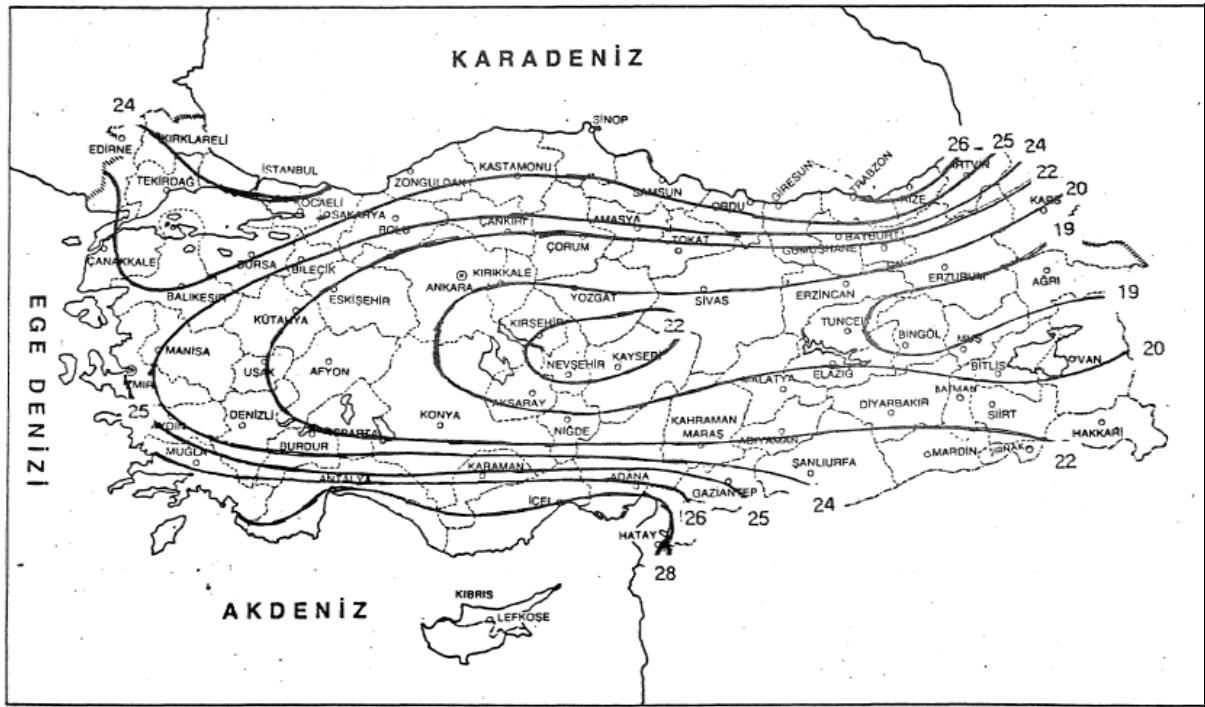 KARADENİZ
24
SİNOP
KIRKLARELİ
EDİRNE
26 25 24
İSTANBUL
KASTAMONU
22
TEKİRDAĞ
ZONGULDAK
20
SAMSUN
GİRESUN
TRABZON
KOCAELİ
ORDU
RİZE
KARS
SAKARYA
AMASYA
ÇANKIRI
BOLU
19
BAYBURT
ÇORUM
TOKAT
GÜMÜŞHANE
ÇANAKKALE
BURSA
BİLEÇİK
ERZURUM
AĞRI
KIRIKKALE
ANKARA
ERZİNCAN
BALIKESİR
ESKİŞEHİR
YOZGAT
SİVAS
19
KÜTAHYA
KIRŞEHİR
TUNCELİ
22
BİNGÖL
MUŞ
EGE DENİZİ
MANİSA
NEVŞEHİR
KAYSERİ
VAN
20
UŞAK
AFYON
ELAZIĞ
BİTLİS
İZMİR
MALATYA
BATMAN
AKSARAY
DİYARBAKIR
SİİRT
25
DENİZLİ
KONYA
KAHRAMAN
MARAŞ
NİĞDE
HAKKARİ
AYDIN
ISPARTA
ADIYAMAN
BURDUR
MUĞLA
MARDİN
ŞIRNAK
22
KARAMAN
ŞANLIURFA
ANTALYA
ADANA
GAZİANTEP
İÇEL
24
26
25
HATAY
28
KIBRIS
AKDENİZ
LEFKOŞE